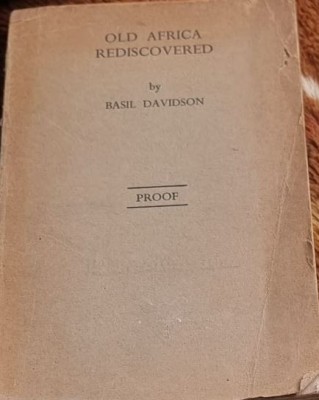 OLD AFRICA
REDISCOVERED
by
BASIL DAVIDSON
PROOF